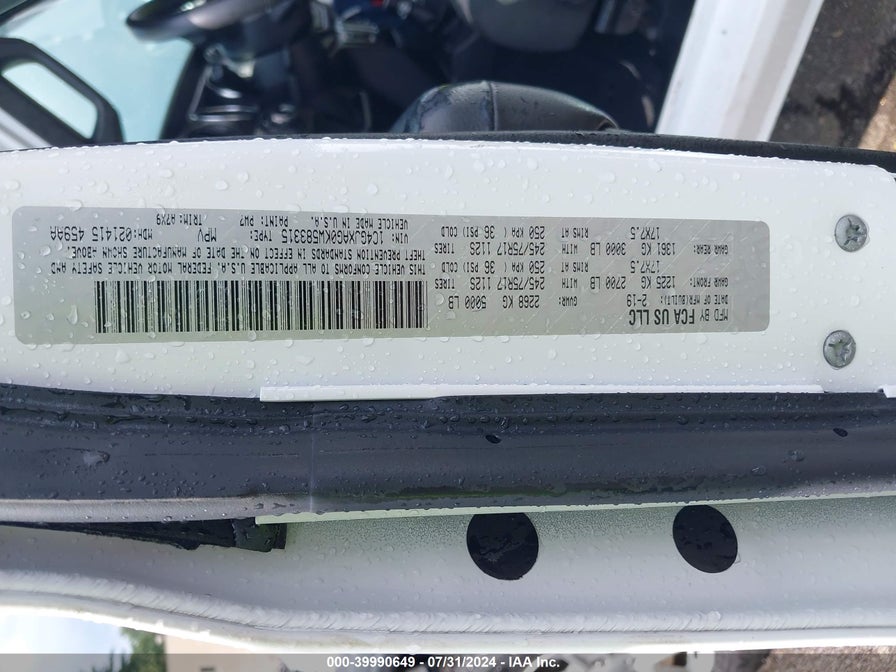 MFD BY FCA US LLC
DATE OF MFR(BUILT): 2-19 GVWR: 2268 KG 5000 LB
GAWR FRONT: 1225 KG 2700 LB WITH 245/75R17 112S TIRES
17X7.5 RIMS AT 250 KPA( 36 PSI) COLD
GAWR REAR: 1361 KG 3000 LB WITH 245/75R17 112S TIRES
17X7.5 RIMS AT 250 KPA( 36 PSI) COLD
THIS VEHICLE CONFORMS TO ALL APPLICABLE U.S.A. FEDERAL MOTOR VEHICLE SAFETY AND
THEFT PREVENTION STANDARDS IN EFFECT ON THE DATE OF MANUFACTURE SHOWN ABOVE.
VIN: 1C4GJXAG0KW583315 TYPE: MPV MDH:021415 459AA
VEHICLE MADE IN U.S.A. PAINT: PW7 TRIM:A7X9
000-39990649 - 07/31/2024 - IAA Inc.